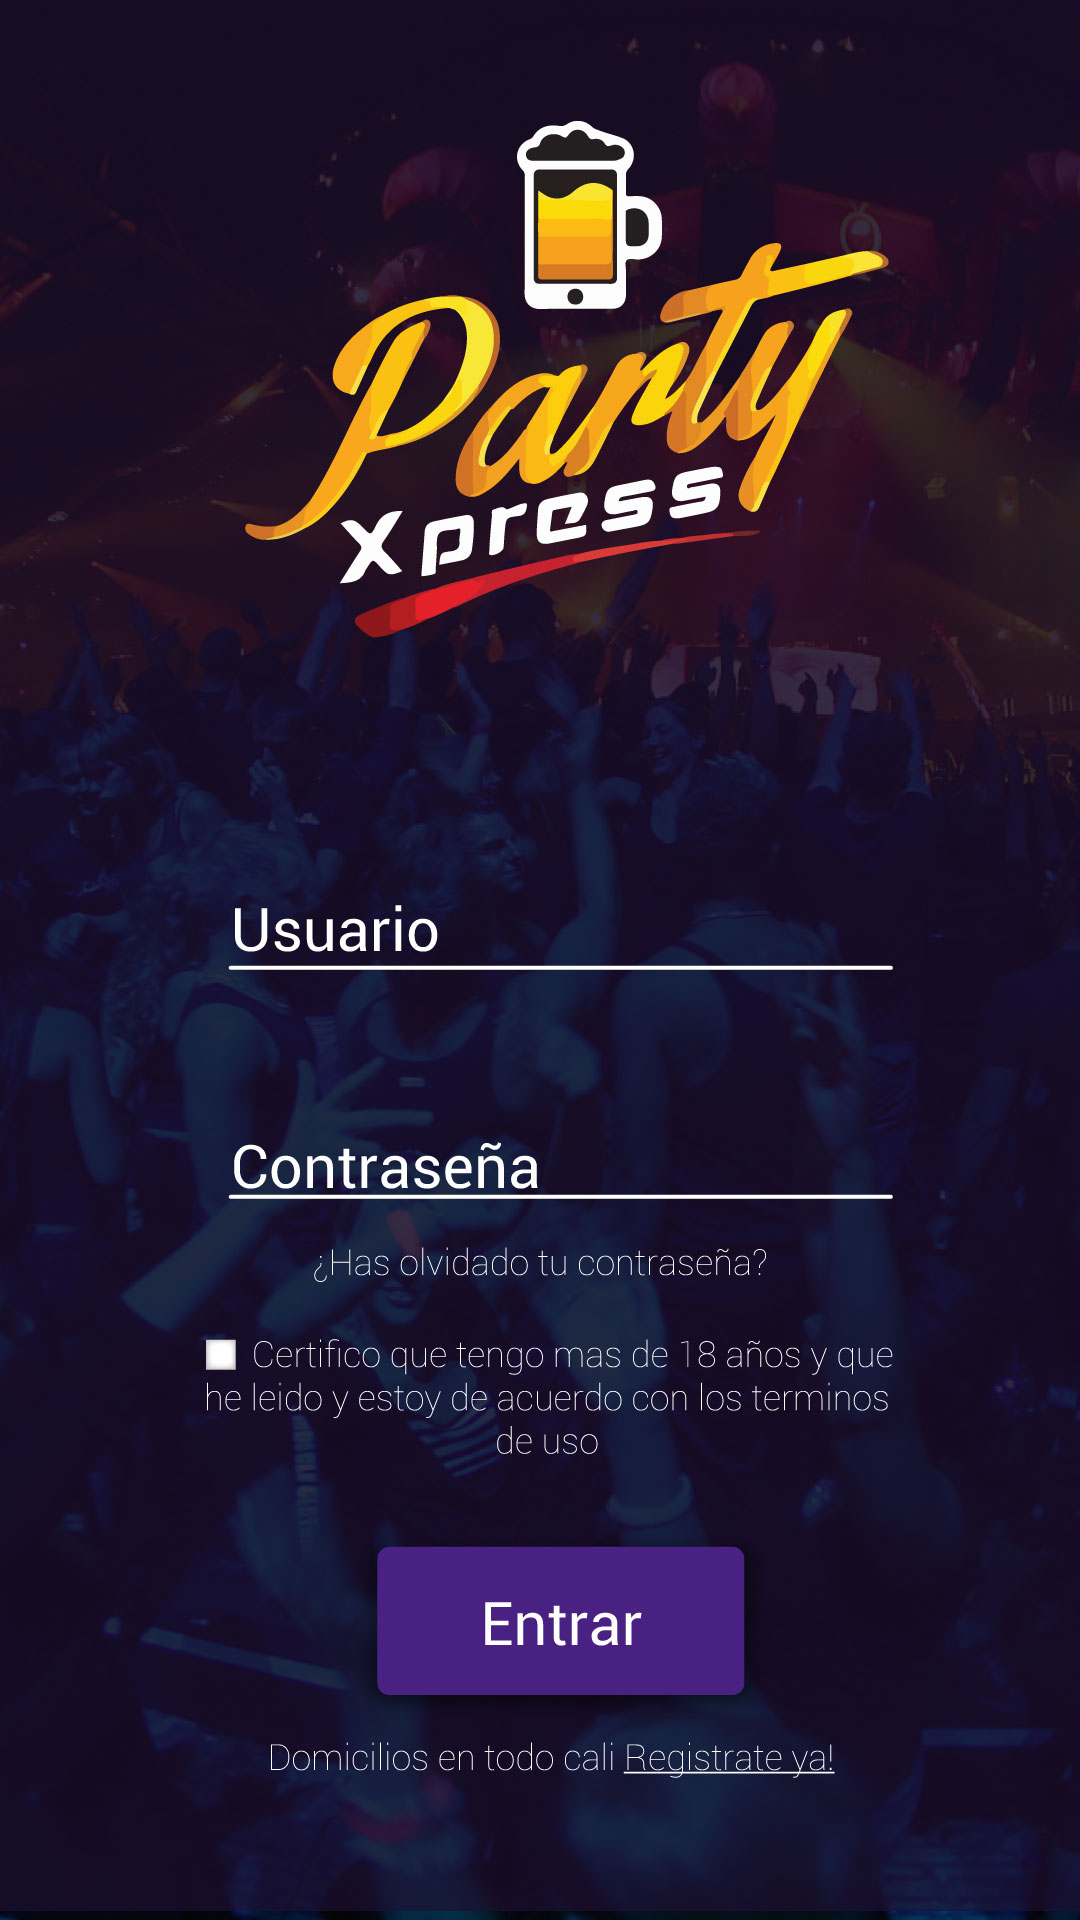 Party
Xpress
Usuario
Contraseña
¿Has olvidado tu contraseña?
Certifico que tengo mas de 18 años y que
he leido y estoy de acuerdo con los terminos
de uso
Entrar
Domicilios en todo cali Registrate ya!